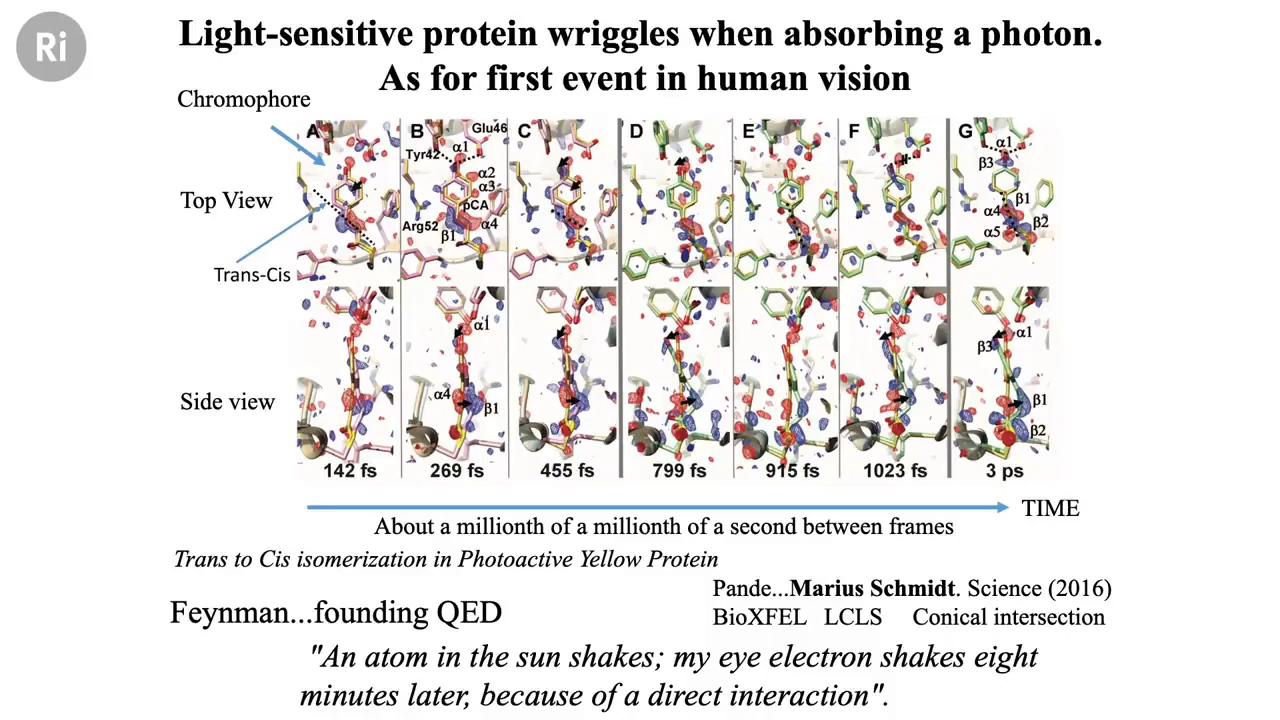 Ri
Light-sensitive protein wriggles when absorbing a photon.
As for first event in human vision
Chromophore
A B C D E F G
Glu46
Tyr42
α1
α2
α3
pCA
Arg52
β1
α4
α1
β3
β1
α4
β2
α5
Top View
Trans-Cis
α1
α4
β1
α1
β3
β1
β2
Side view
142 fs 269 fs 455 fs 799 fs 915 fs 1023 fs 3 ps
TIME
About a millionth of a millionth of a second between frames
Trans to Cis isomerization in Photoactive Yellow Protein
Pande...Marius Schmidt. Science (2016)
BioXFEL LCLS Conical intersection
Feynman...founding QED
"An atom in the sun shakes; my eye electron shakes eight
minutes later, because of a direct interaction".